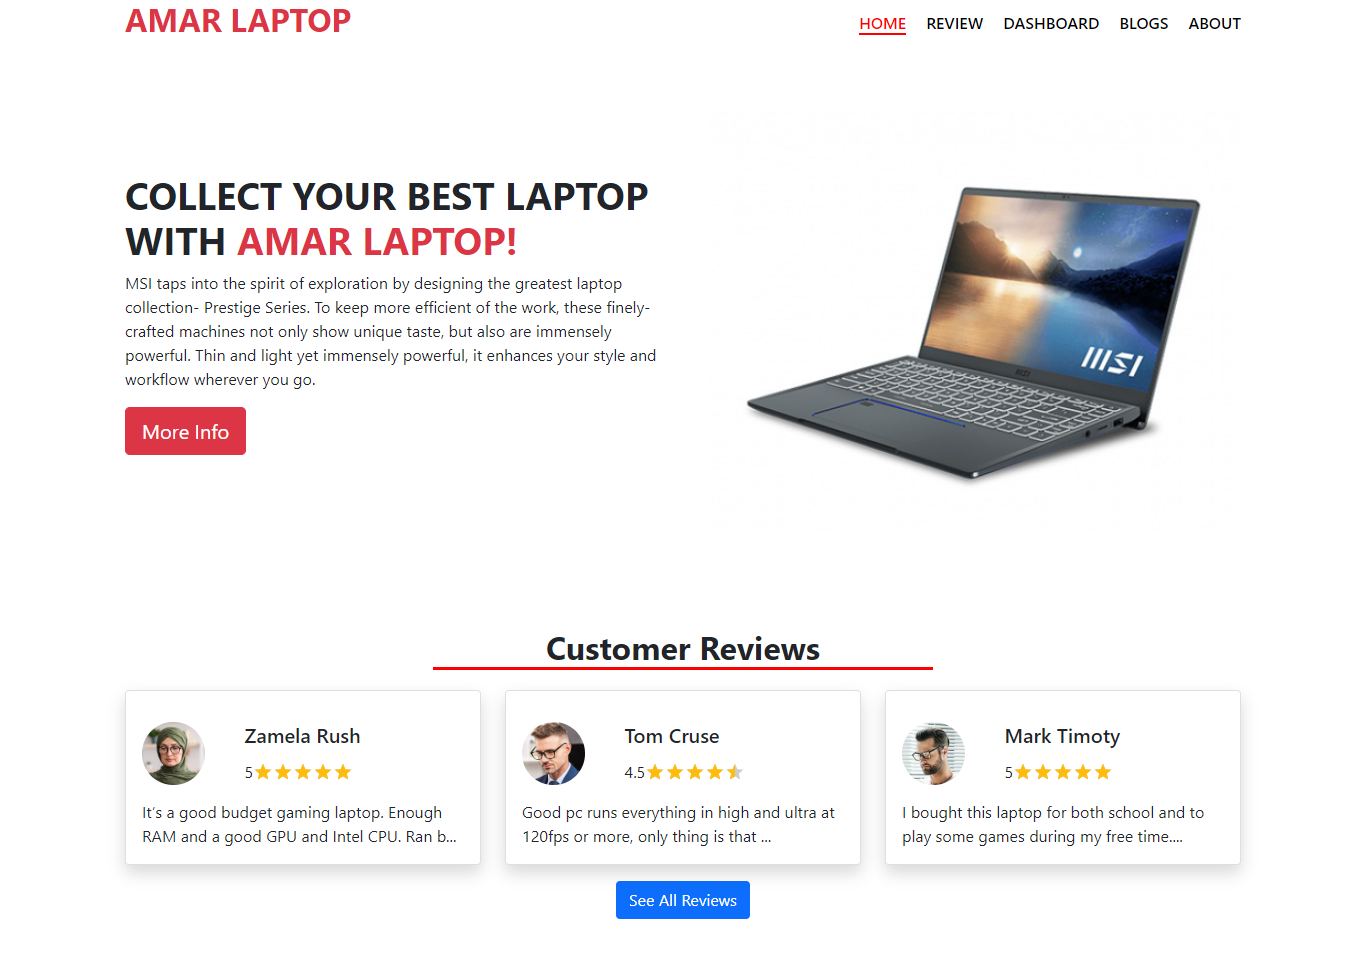 AMAR LAPTOP
HOME REVIEW DASHBOARD BLOGS ABOUT
COLLECT YOUR BEST LAPTOP
WITH AMAR LAPTOP!
MSI taps into the spirit of exploration by designing the greatest laptop
collection- Prestige Series. To keep more efficient of the work, these finely-
crafted machines not only show unique taste, but also are immensely
powerful. Thin and light yet immensely powerful, it enhances your style and
workflow wherever you go.
More Info
msi
msi
Customer Reviews
Zamela Rush
5
It's a good budget gaming laptop. Enough
RAM and a good GPU and Intel CPU. Ran b...
Tom Cruse
4.5
Good pc runs everything in high and ultra at
120fps or more, only thing is that ...
Mark Timoty
5
I bought this laptop for both school and to
play some games during my free time....
See All Reviews